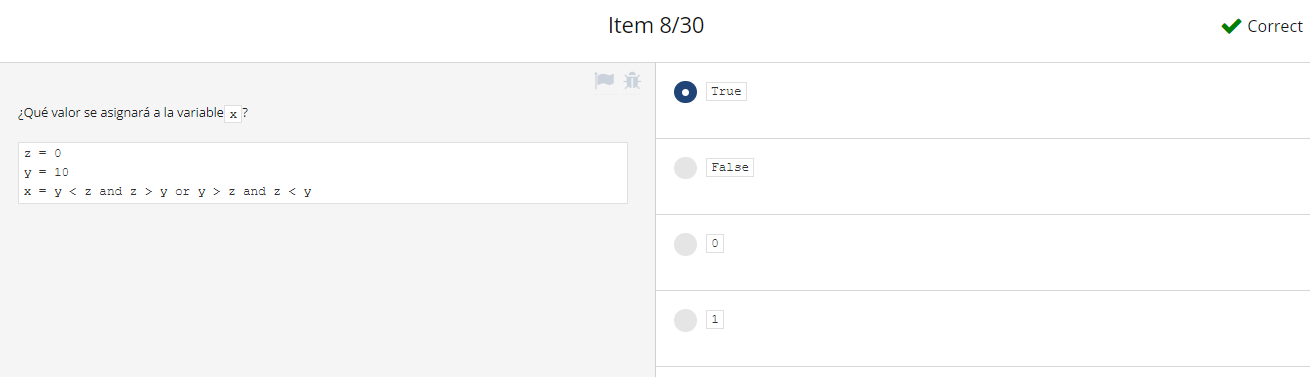 Item 8/30
Correct
¿Qué valor se asignará a la variable x ?
z = 0
y = 10
x = y < z and z > y or y > z and z < y
True
False
0
1